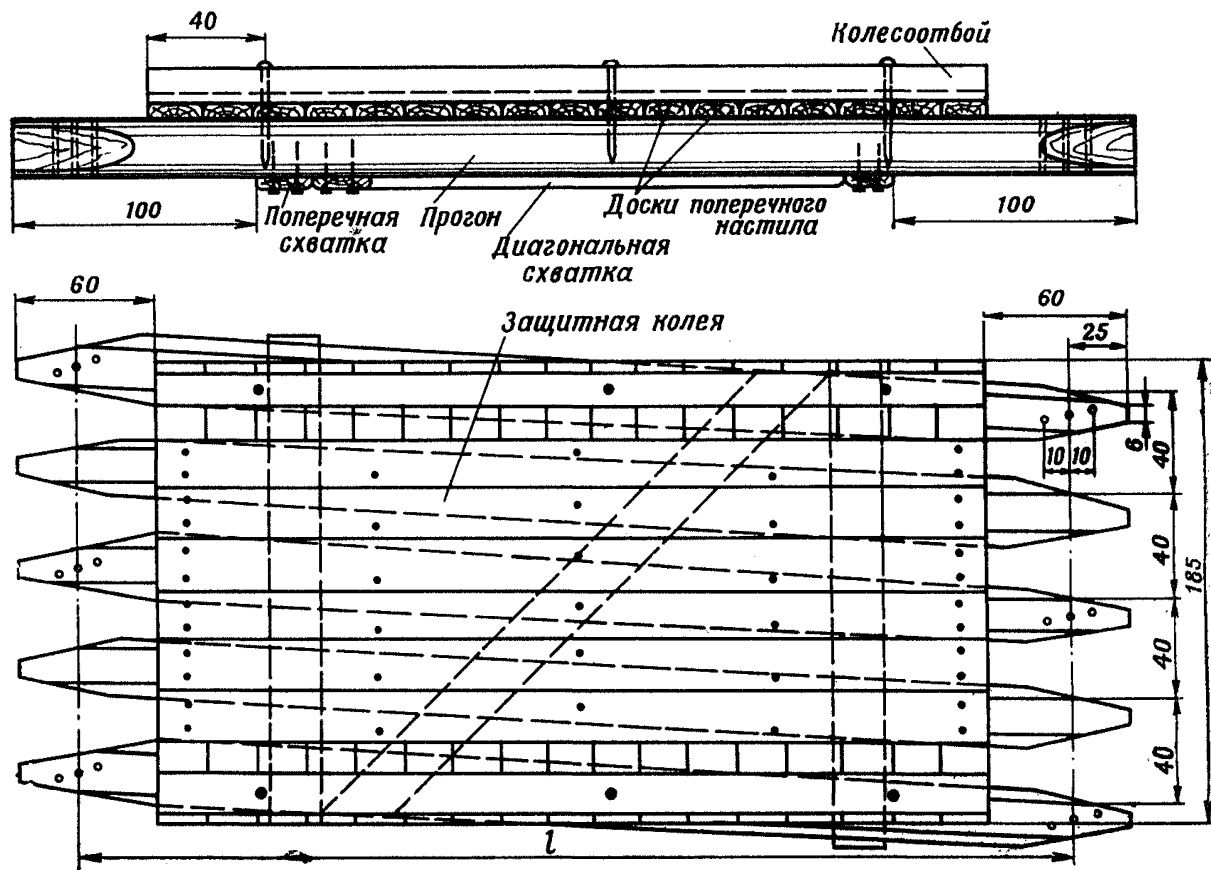 40
Колесоотбой
100
Поперечная
схватка
Прогон
Диагональная
схватка
Доски поперечного
настила
100
60
Защитная колея
60
25
6
10
10
40
40
40
40
185
l